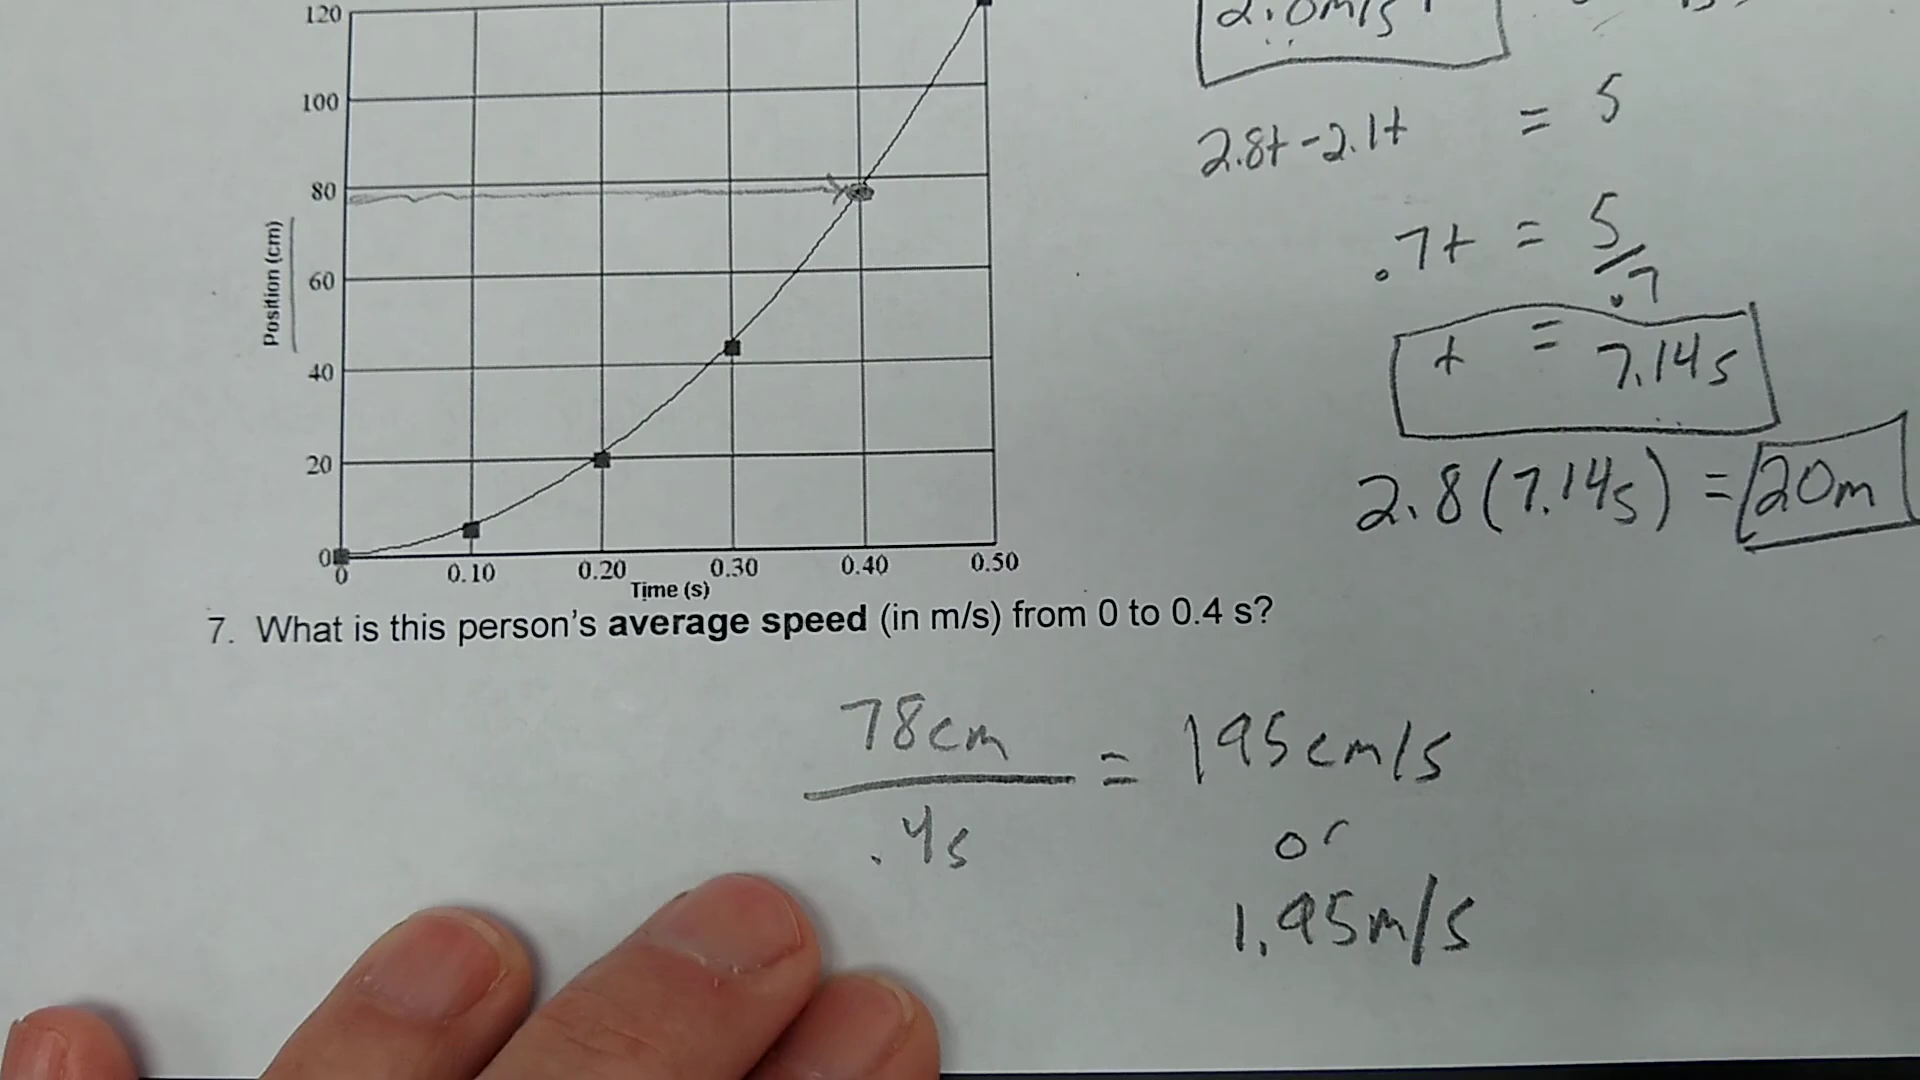 120
100
80
60
40
20
0
Position (cm)
0 0.10 0.20 0.30 0.40 0.50
Time (s)
7. What is this person's average speed (in m/s) from 0 to 0.4 s?
78cm
.4s
= 195cm/s
or
1.95m/s
2.0m/s
2.8t-2.1t = 5
.7t = 5/.7
t = 7.14s
2.8(7.14s) = 20m